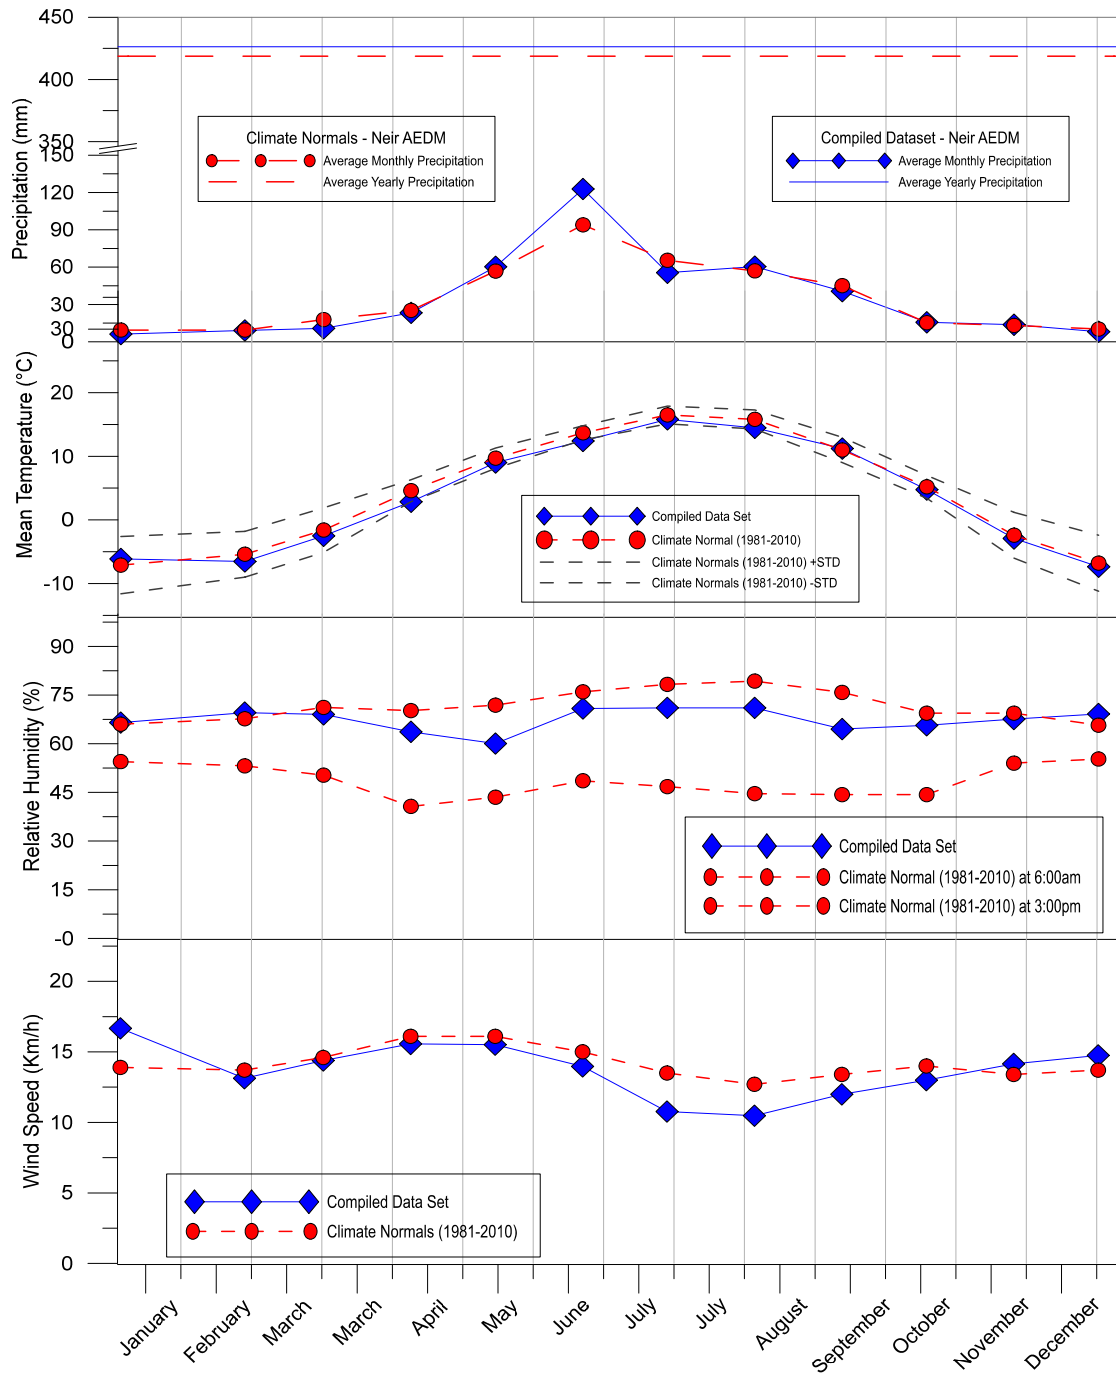 450
400
350
150
120
90
60
30
30
0
Precipitation (mm)
Climate Normals - Neir AEDM
Average Monthly Precipitation
Average Yearly Precipitation
Compiled Dataset - Neir AEDM
Average Monthly Precipitation
Average Yearly Precipitation
20
10
0
-10
Mean Temperature (°C)
Compiled Data Set
Climate Normal (1981-2010)
Climate Normals (1981-2010) +STD
Climate Normals (1981-2010) -STD
90
75
60
45
30
15
-0
Relative Humidity (%)
Compiled Data Set
Climate Normal (1981-2010) at 6:00am
Climate Normal (1981-2010) at 3:00pm
20
15
10
5
0
Wind Speed (Km/h)
Compiled Data Set
Climate Normals (1981-2010)
January
February
March
March
April
May
June
July
July
August
September
October
November
December